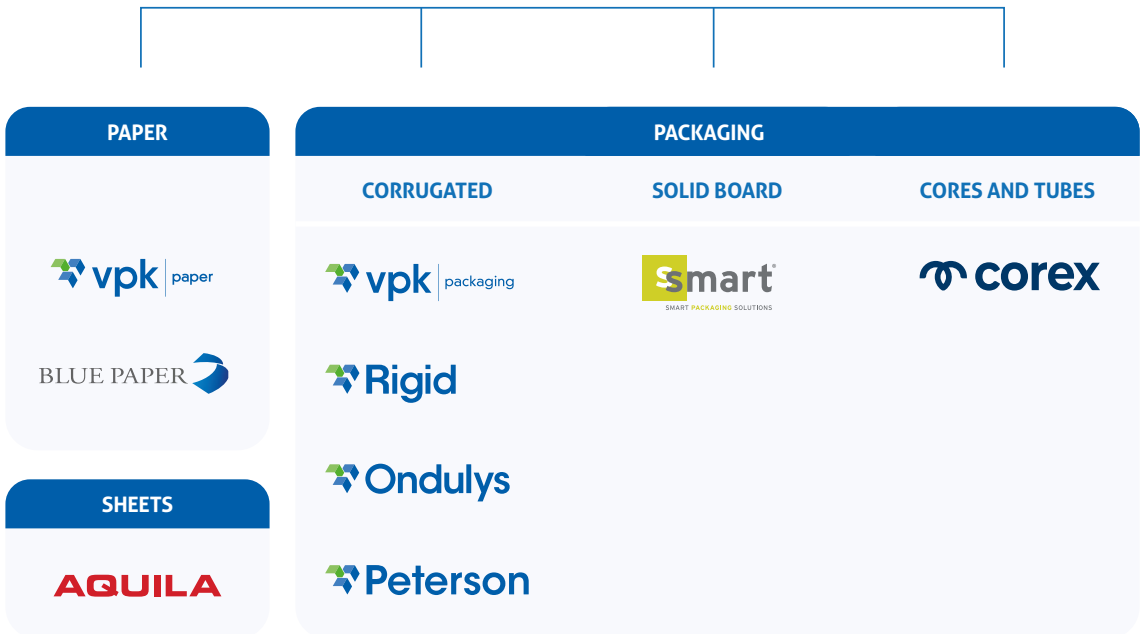 PAPER
vpk paper
BLUE PAPER
SHEETS
AQUILA
PACKAGING
CORRUGATED
SOLID BOARD
CORES AND TUBES
vpk packaging
Rigid
Ondulys
Peterson
ssmart®
SMART PACKAGING SOLUTIONS
corex